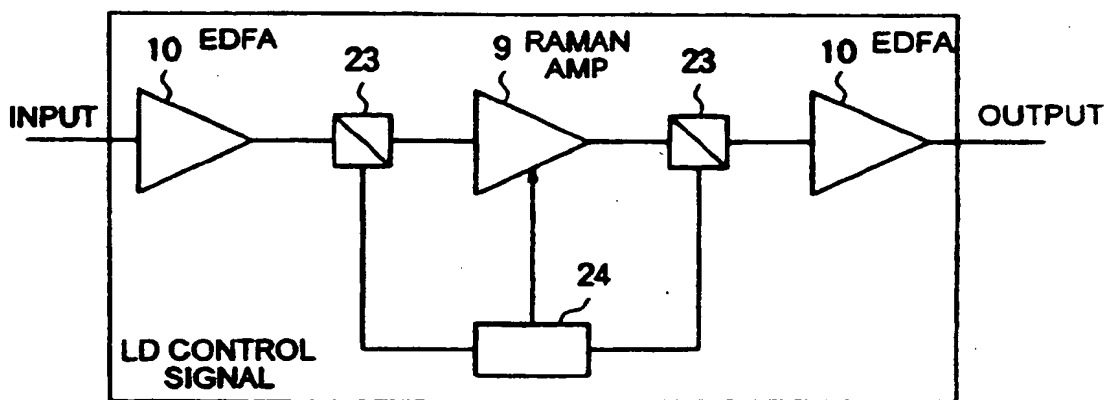 10 EDFA
23
9 RAMAN
AMP
23
10 EDFA
INPUT
OUTPUT
24
LD CONTROL
SIGNAL